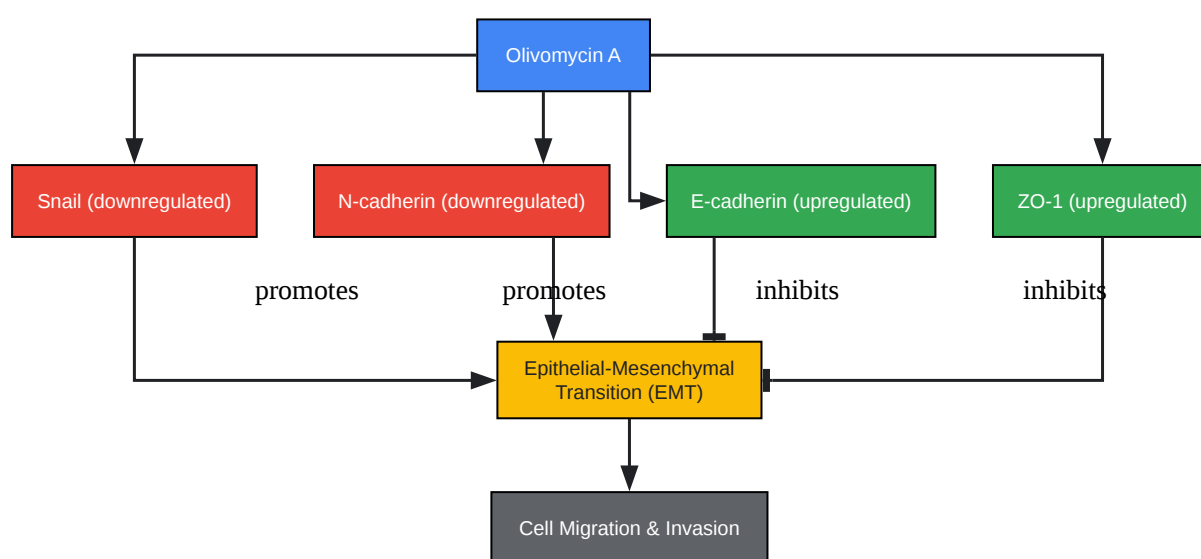 Olivomycin A
Snail (downregulated)
N-cadherin (downregulated)
E-cadherin (upregulated)
ZO-1 (upregulated)
promotes
promotes
inhibits
inhibits
Epithelial-Mesenchymal
Transition (EMT)
Cell Migration & Invasion